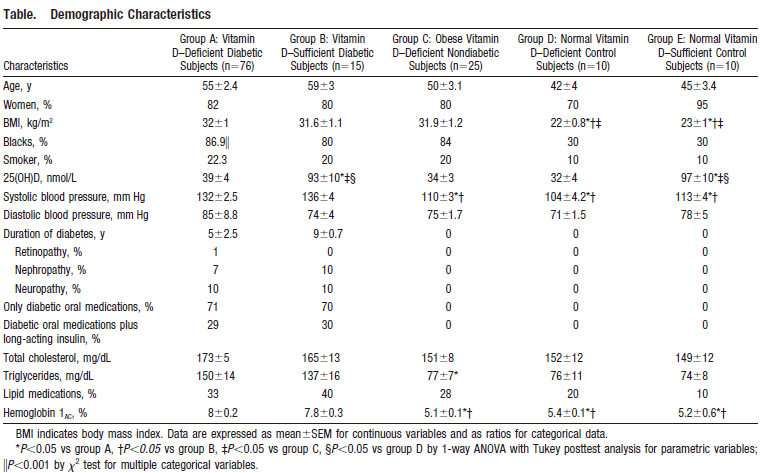 Table. Demographic Characteristics
Characteristics Group A: Vitamin D–Deficient Diabetic Subjects (n=76) Group B: Vitamin D–Sufficient Diabetic Subjects (n=15) Group C: Obese Vitamin D–Deficient Nondiabetic Subjects (n=25) Group D: Normal Vitamin D–Deficient Control Subjects (n=10) Group E: Normal Vitamin D–Sufficient Control Subjects (n=10)
Age, y 55±2.4 59±3 50±3.1 42±4 45±3.4
Women, % 82 80 80 70 95
BMI, kg/m² 32±1 31.6±1.1 31.9±1.2 22±0.8*†‡ 23±1*†‡
Blacks, % 86.9‖ 80 84 30 30
Smoker, % 22.3 20 20 10 10
25(OH)D, nmol/L 39±4 93±10*‡§ 34±3 32±4 97±10*‡§
Systolic blood pressure, mm Hg 132±2.5 136±4 110±3*† 104±4.2*† 113±4*†
Diastolic blood pressure, mm Hg 85±8.8 74±4 75±1.7 71±1.5 78±5
Duration of diabetes, y 5±2.5 9±0.7 0 0 0
Retinopathy, % 1 0 0 0 0
Nephropathy, % 7 10 0 0 0
Neuropathy, % 10 10 0 0 0
Only diabetic oral medications, % 71 70 0 0 0
Diabetic oral medications plus long-acting insulin, % 29 30 0 0 0
Total cholesterol, mg/dL 173±5 165±13 151±8 152±12 149±12
Triglycerides, mg/dL 150±14 137±16 77±7* 76±11 74±8
Lipid medications, % 33 40 28 20 10
Hemoglobin 1AC, % 8±0.2 7.8±0.3 5.1±0.1*† 5.4±0.1*† 5.2±0.6*†
BMI indicates body mass index. Data are expressed as mean±SEM for continuous variables and as ratios for categorical data.
*P<0.05 vs group A, †P<0.05 vs group B, ‡P<0.05 vs group C, §P<0.05 vs group D by 1-way ANOVA with Tukey posttest analysis for parametric variables;
‖P<0.001 by χ² test for multiple categorical variables.